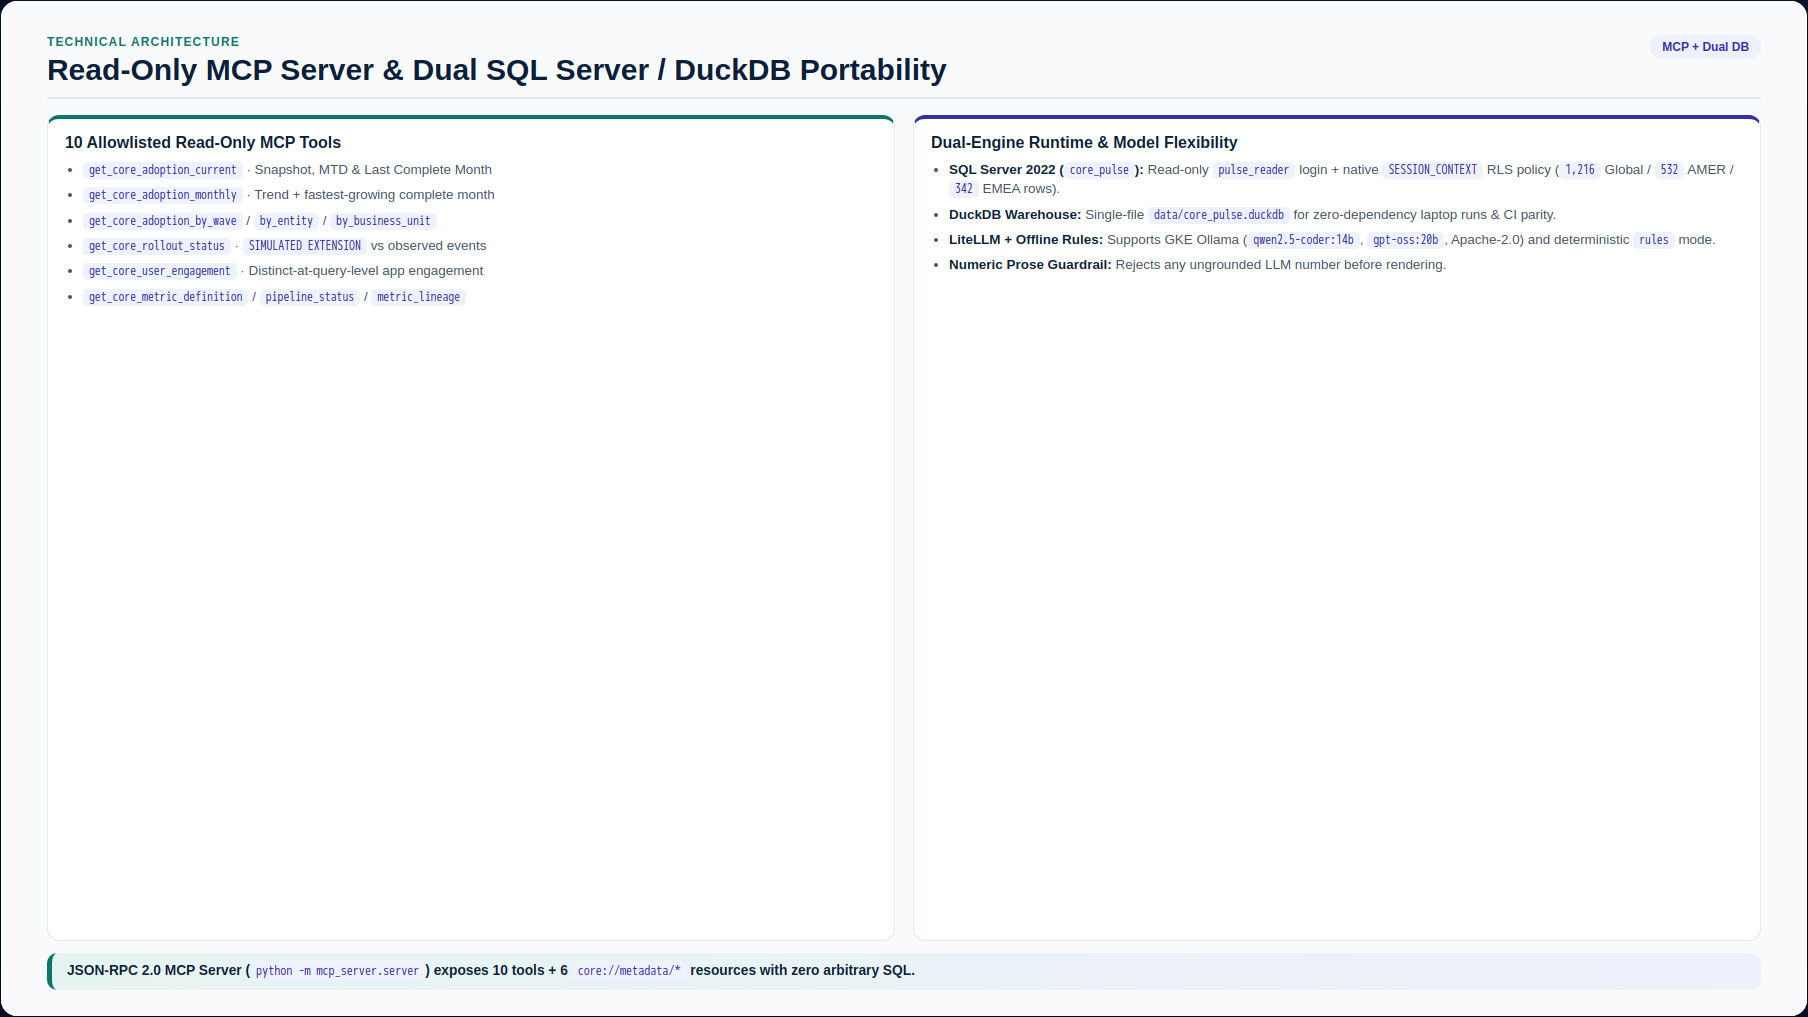 TECHNICAL ARCHITECTURE
Read-Only MCP Server & Dual SQL Server / DuckDB Portability
MCP + Dual DB
10 Allowlisted Read-Only MCP Tools
• get_core_adoption_current · Snapshot, MTD & Last Complete Month
• get_core_adoption_monthly · Trend + fastest-growing complete month
• get_core_adoption_by_wave / by_entity / by_business_unit
• get_core_rollout_status · SIMULATED EXTENSION vs observed events
• get_core_user_engagement · Distinct-at-query-level app engagement
• get_core_metric_definition / pipeline_status / metric_lineage
Dual-Engine Runtime & Model Flexibility
• SQL Server 2022 ( core_pulse ): Read-only pulse_reader login + native SESSION_CONTEXT RLS policy ( 1,216 Global / 532 AMER /
342 EMEA rows).
• DuckDB Warehouse: Single-file data/core_pulse.duckdb for zero-dependency laptop runs & CI parity.
• LiteLLM + Offline Rules: Supports GKE Ollama ( qwen2.5-coder:14b , gpt-oss:20b , Apache-2.0) and deterministic rules mode.
• Numeric Prose Guardrail: Rejects any ungrounded LLM number before rendering.
JSON-RPC 2.0 MCP Server ( python -m mcp_server.server ) exposes 10 tools + 6 core://metadata/* resources with zero arbitrary SQL.